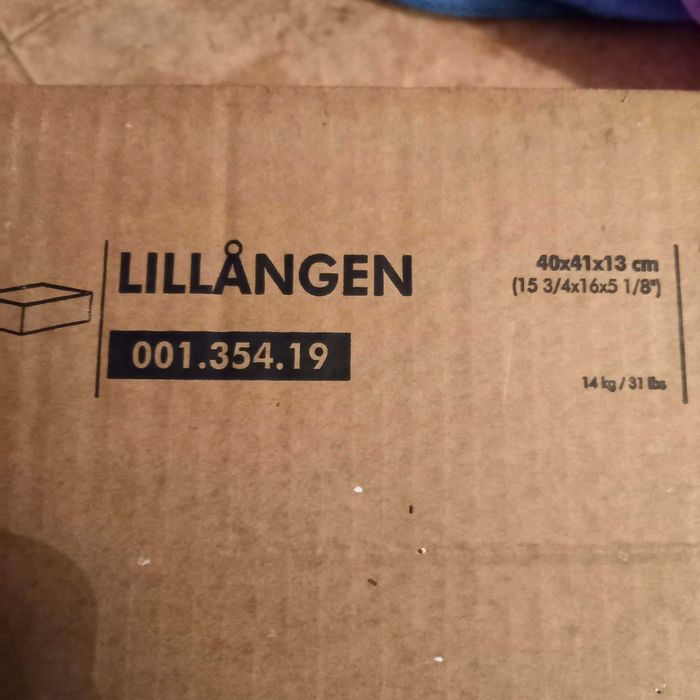 LILLÅNGEN
001.354.19
40x41x13 cm
(15 3/4x16x5 1/8")
14 kg / 31 lbs